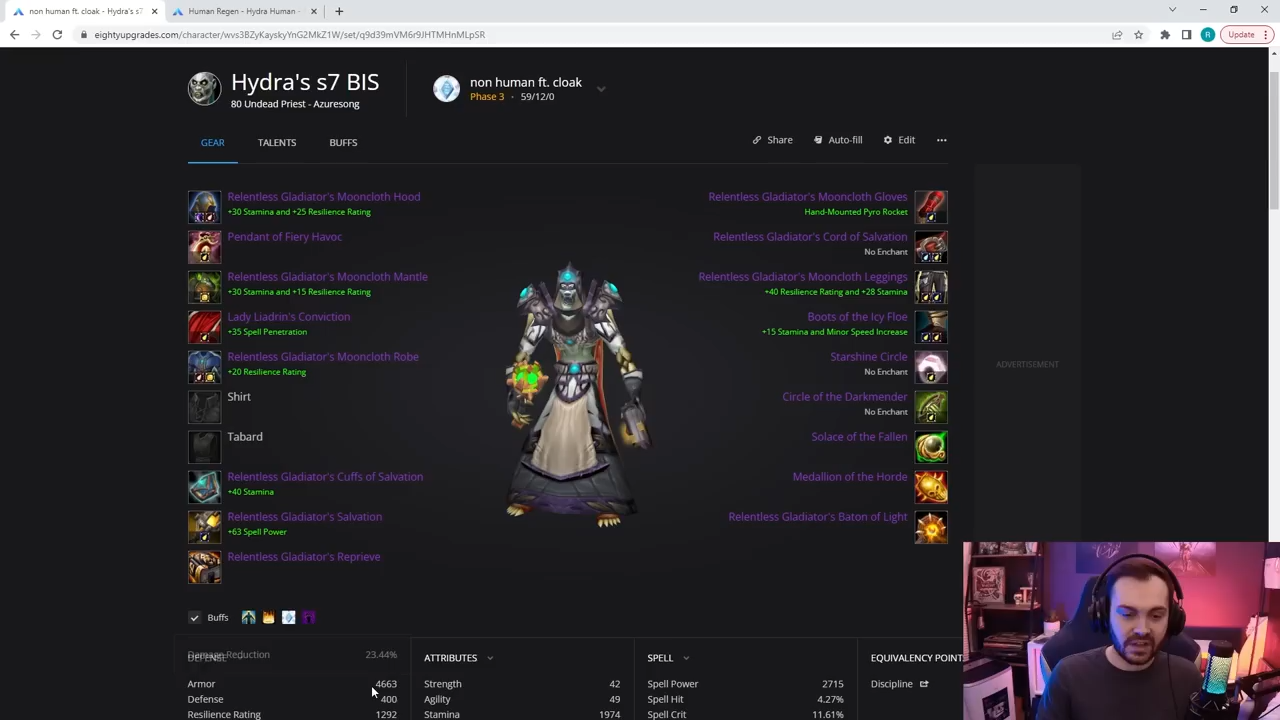 non human ft. cloak - Hydra's s7
Human Regen - Hydra Human -
eightyupgrades.com/character/wvs3BZyKayskyYnG2MkZ1W/set/q9d39mVM6r9JHTMHnMLpSR
R
Update
Hydra's s7 BIS
80 Undead Priest - Azuresong
non human ft. cloak
Phase 3 · 59/12/0
GEAR
TALENTS
BUFFS
Share
Auto-fill
Edit
Relentless Gladiator's Mooncloth Hood
+30 Stamina and +25 Resilience Rating
Pendant of Fiery Havoc
Relentless Gladiator's Mooncloth Mantle
+30 Stamina and +15 Resilience Rating
Lady Liadrin's Conviction
+35 Spell Penetration
Relentless Gladiator's Mooncloth Robe
+20 Resilience Rating
Shirt
Tabard
Relentless Gladiator's Cuffs of Salvation
+40 Stamina
Relentless Gladiator's Salvation
+63 Spell Power
Relentless Gladiator's Reprieve
Relentless Gladiator's Mooncloth Gloves
Hand-Mounted Pyro Rocket
Relentless Gladiator's Cord of Salvation
No Enchant
Relentless Gladiator's Mooncloth Leggings
+40 Resilience Rating and +28 Stamina
Boots of the Icy Floe
+15 Stamina and Minor Speed Increase
Starshine Circle
No Enchant
Circle of the Darkmender
No Enchant
Solace of the Fallen
Medallion of the Horde
Relentless Gladiator's Baton of Light
ADVERTISEMENT
Buffs
Damage Reduction 23.44%
DEFENSE
Armor 4663
Defense 400
Resilience Rating 1292
ATTRIBUTES
Strength 42
Agility 49
Stamina 1974
SPELL
Spell Power 2715
Spell Hit 4.27%
Spell Crit 11.61%
EQUIVALENCY POIN
Discipline